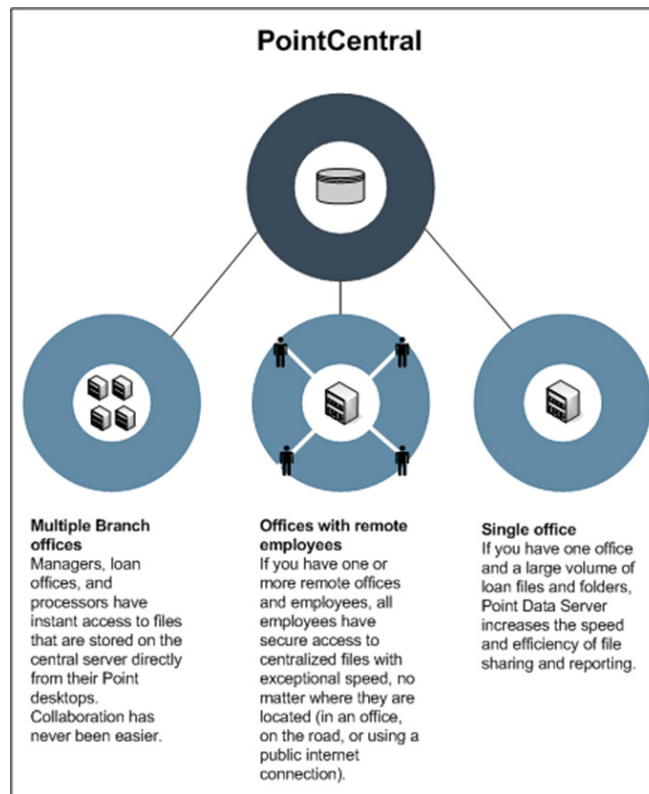 PointCentral
Multiple Branch
offices
Managers, loan
offices, and
processors have
instant access to files
that are stored on the
central server directly
from their Point
desktops.
Collaboration has
never been easier.
Offices with remote
employees
If you have one or
more remote offices
and employees, all
employees have
secure access to
centralized files with
exceptional speed, no
matter where they are
located (in an office,
on the road, or using a
public internet
connection).
Single office
If you have one office
and a large volume of
loan files and folders,
Point Data Server
increases the speed
and efficiency of file
sharing and reporting.